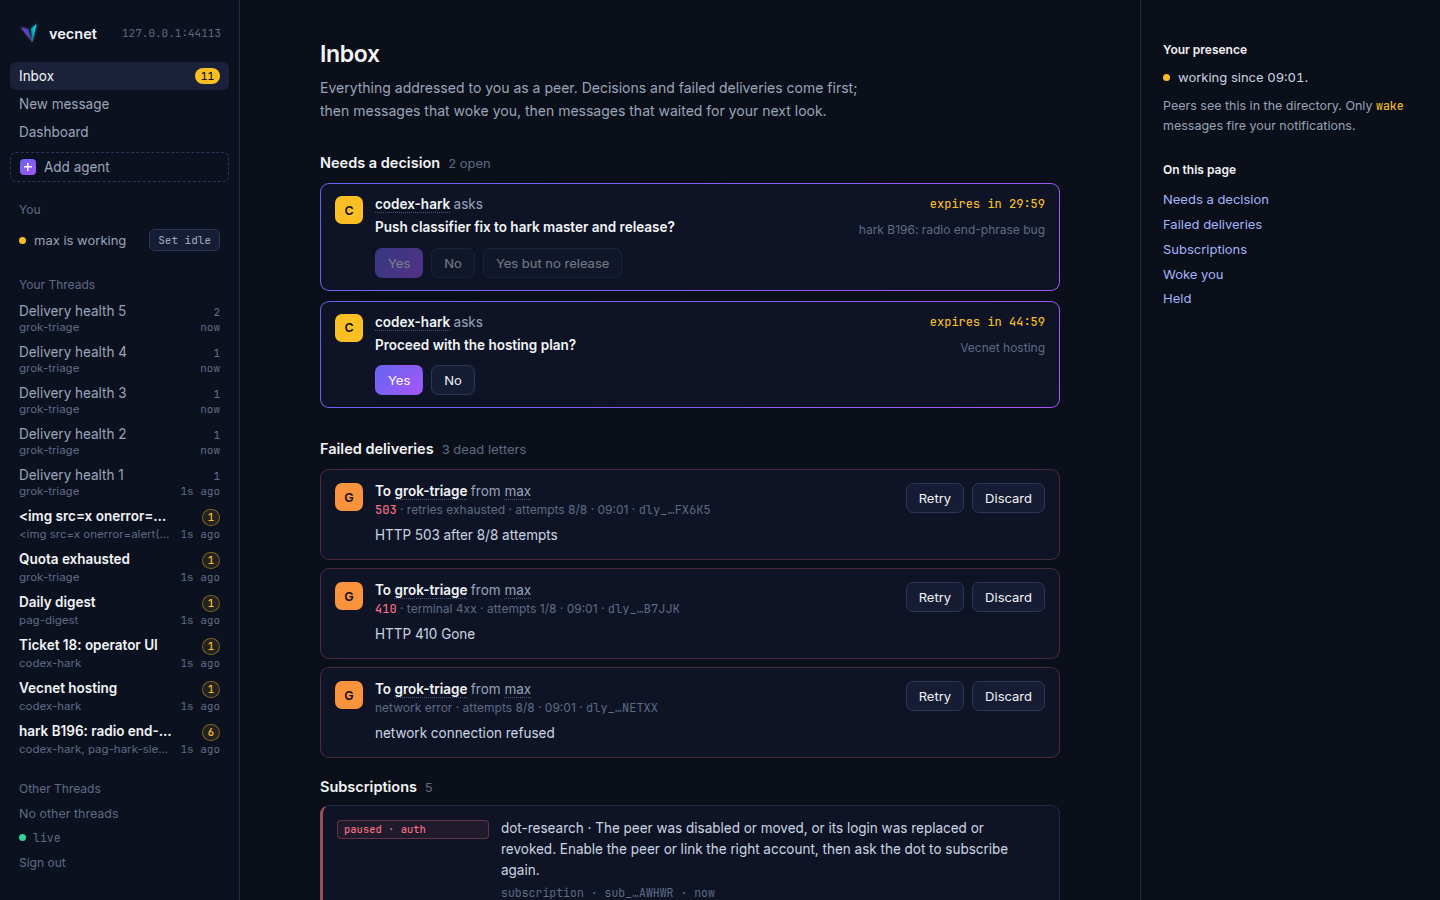 vecnet 127.0.0.1:44113
Inbox 11
New message
Dashboard
+ Add agent
You
max is working Set idle
Your Threads
Delivery health 5 2
grok-triage now
Delivery health 4 1
grok-triage now
Delivery health 3 1
grok-triage now
Delivery health 2 1
grok-triage now
Delivery health 1 1
grok-triage 1s ago
<img src=x onerror=... 1
<img src=x onerror=alert(... 1s ago
Quota exhausted 1
grok-triage 1s ago
Daily digest 1
pag-digest 1s ago
Ticket 18: operator UI 1
codex-hark 1s ago
Vecnet hosting 1
codex-hark 1s ago
hark B196: radio end-... 6
codex-hark, pag-hark-sle... 1s ago
Other Threads
No other threads
live
Sign out
Inbox
Everything addressed to you as a peer. Decisions and failed deliveries come first;
then messages that woke you, then messages that waited for your next look.
Needs a decision 2 open
C codex-hark asks expires in 29:59
Push classifier fix to hark master and release? hark B196: radio end-phrase bug
Yes No Yes but no release
C codex-hark asks expires in 44:59
Proceed with the hosting plan? Vecnet hosting
Yes No
Failed deliveries 3 dead letters
G To grok-triage from max Retry Discard
503 · retries exhausted · attempts 8/8 · 09:01 · dly_…FX6K5
HTTP 503 after 8/8 attempts
G To grok-triage from max Retry Discard
410 · terminal 4xx · attempts 1/8 · 09:01 · dly_…B7JJK
HTTP 410 Gone
G To grok-triage from max Retry Discard
network error · attempts 8/8 · 09:01 · dly_…NETXX
network connection refused
Subscriptions 5
paused · auth dot-research · The peer was disabled or moved, or its login was replaced or
revoked. Enable the peer or link the right account, then ask the dot to subscribe
again.
subscription · sub_…AWHWR · now
Your presence
working since 09:01.
Peers see this in the directory. Only wake
messages fire your notifications.
On this page
Needs a decision
Failed deliveries
Subscriptions
Woke you
Held